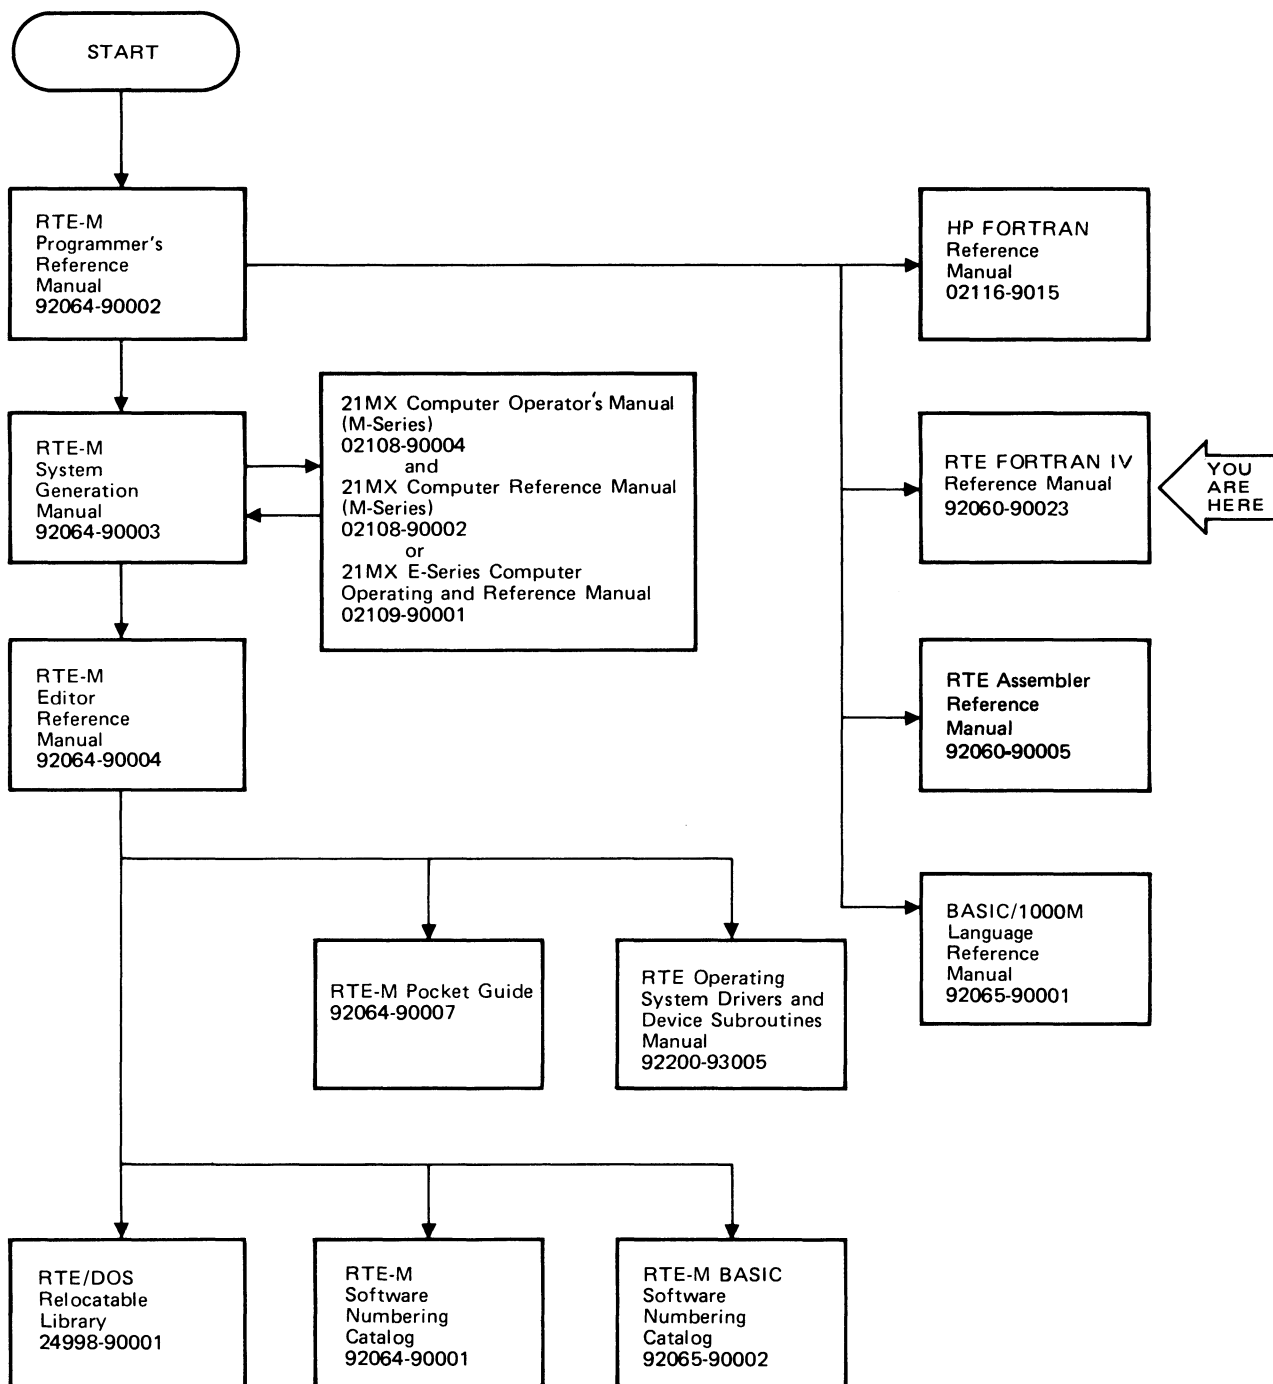 START
RTE-M
Programmer's
Reference
Manual
92064-90002
HP FORTRAN
Reference
Manual
02116-9015
21MX Computer Operator's Manual
(M-Series)
02108-90004
and
21MX Computer Reference Manual
(M-Series)
02108-90002
or
21MX E-Series Computer
Operating and Reference Manual
02109-90001
RTE-M
System
Generation
Manual
92064-90003
RTE FORTRAN IV
Reference Manual
92060-90023
YOU
ARE
HERE
RTE-M
Editor
Reference
Manual
92064-90004
RTE Assembler
Reference
Manual
92060-90005
BASIC/1000M
Language
Reference
Manual
92065-90001
RTE-M Pocket Guide
92064-90007
RTE Operating
System Drivers and
Device Subroutines
Manual
92200-93005
RTE/DOS
Relocatable
Library
24998-90001
RTE-M
Software
Numbering
Catalog
92064-90001
RTE-M BASIC
Software
Numbering
Catalog
92065-90002